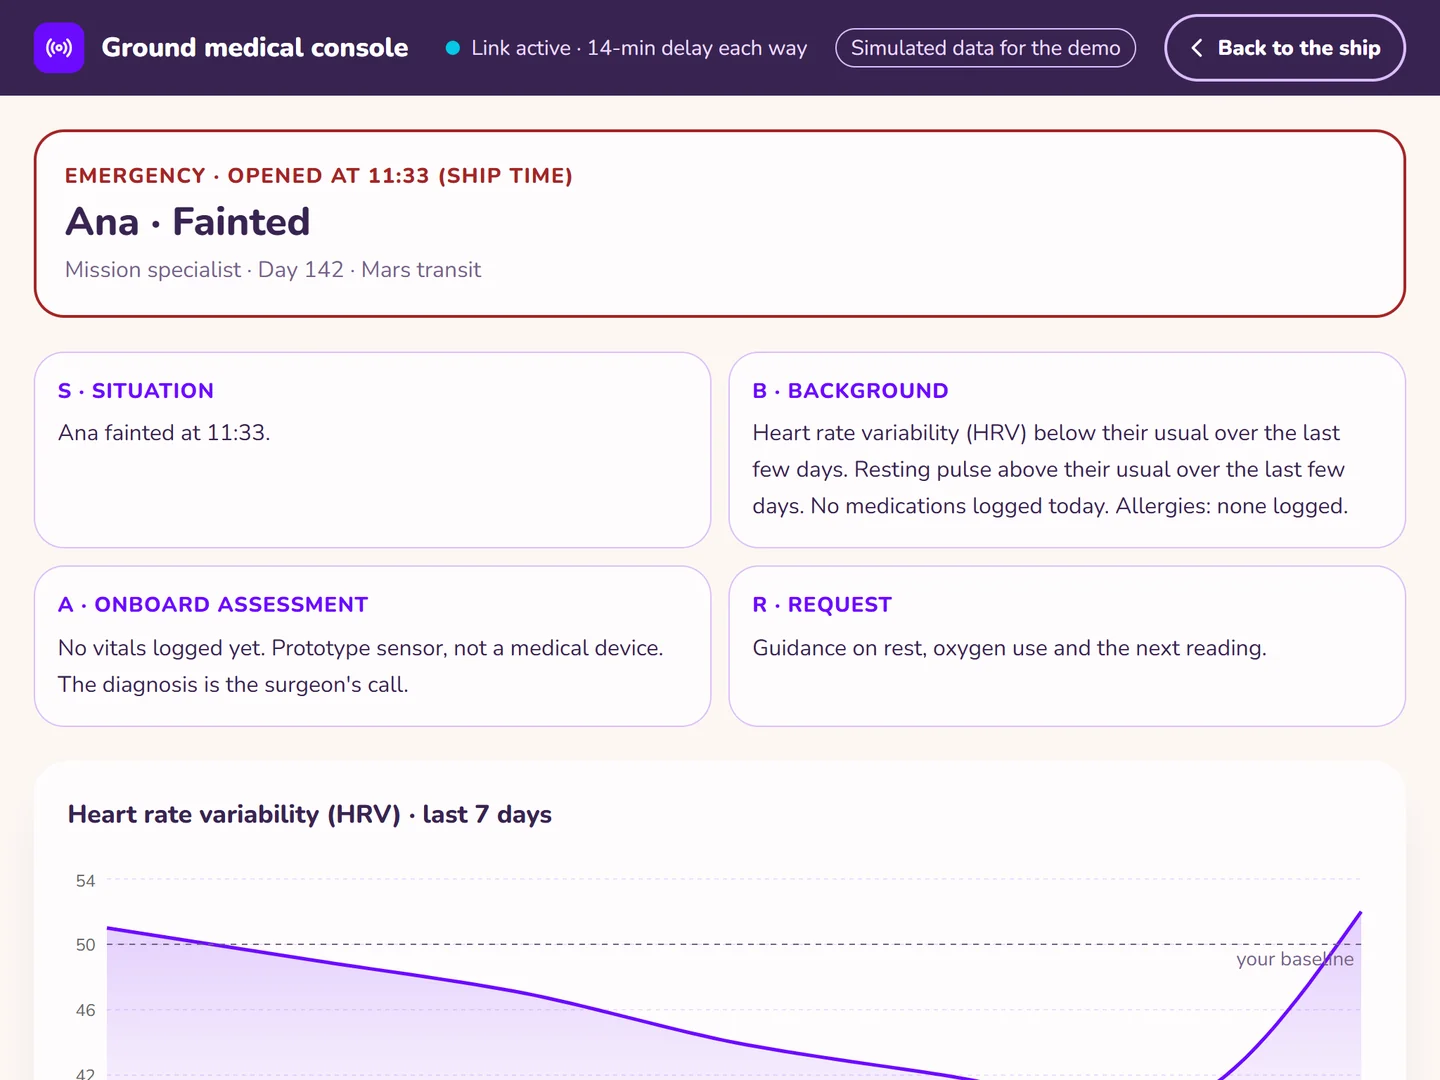 Ground medical console
Link active · 14-min delay each way
Simulated data for the demo
Back to the ship
EMERGENCY · OPENED AT 11:33 (SHIP TIME)
Ana · Fainted
Mission specialist · Day 142 · Mars transit
S · SITUATION
Ana fainted at 11:33.
B · BACKGROUND
Heart rate variability (HRV) below their usual over the last
few days. Resting pulse above their usual over the last few
days. No medications logged today. Allergies: none logged.
A · ONBOARD ASSESSMENT
No vitals logged yet. Prototype sensor, not a medical device.
The diagnosis is the surgeon's call.
R · REQUEST
Guidance on rest, oxygen use and the next reading.
Heart rate variability (HRV) · last 7 days
54
50
your baseline
46
42